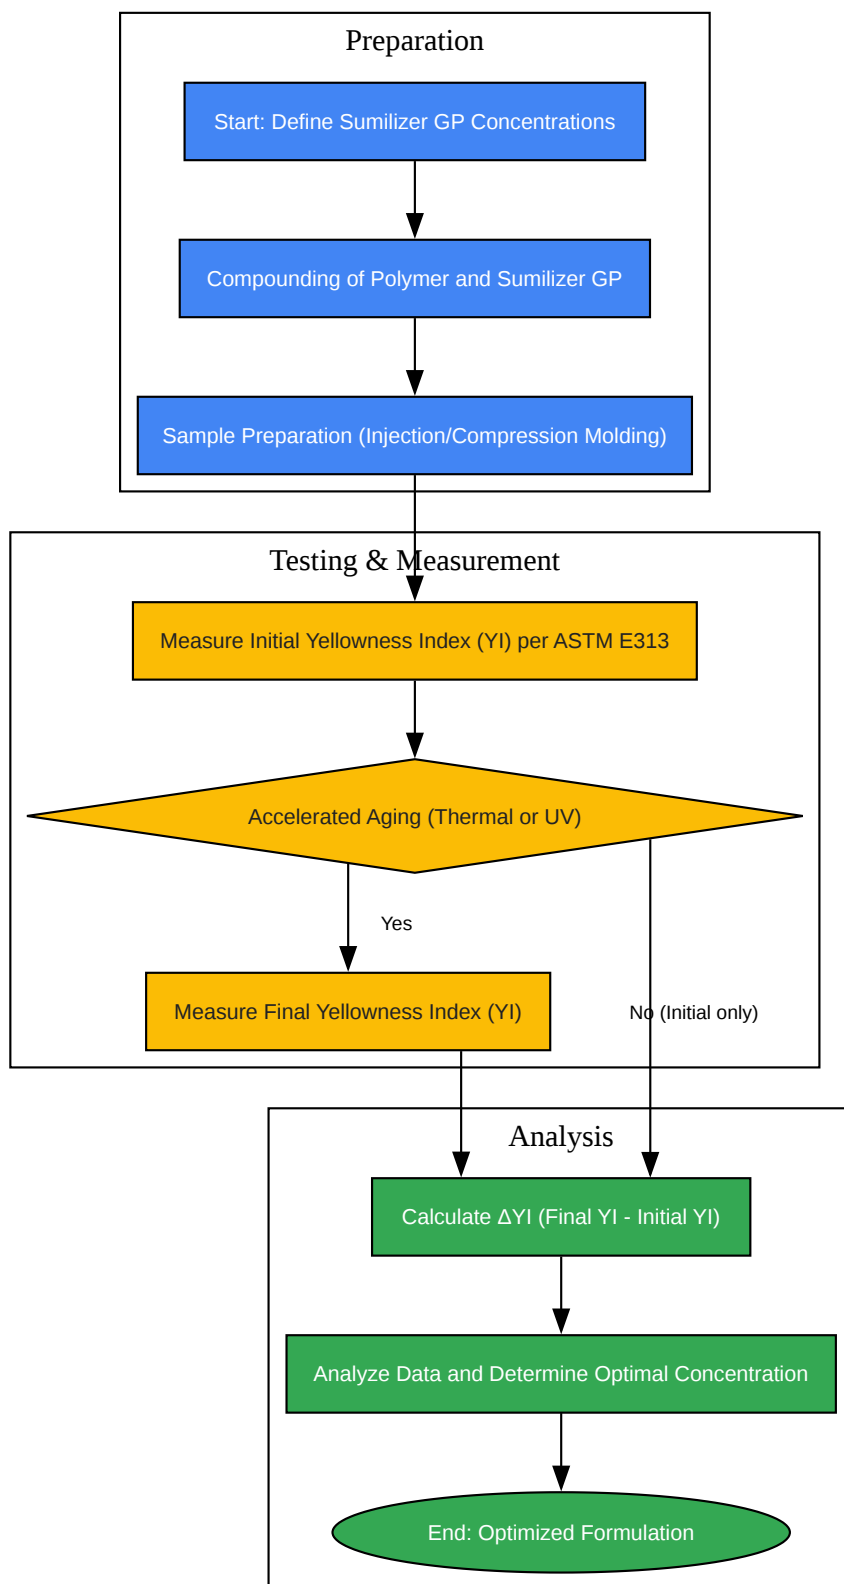 Preparation
Start: Define Sumilizer GP Concentrations
Compounding of Polymer and Sumilizer GP
Sample Preparation (Injection/Compression Molding)
Testing & Measurement
Measure Initial Yellowness Index (YI) per ASTM E313
Accelerated Aging (Thermal or UV)
Yes
Measure Final Yellowness Index (YI)
No (Initial only)
Analysis
Calculate ΔYI (Final YI - Initial YI)
Analyze Data and Determine Optimal Concentration
End: Optimized Formulation